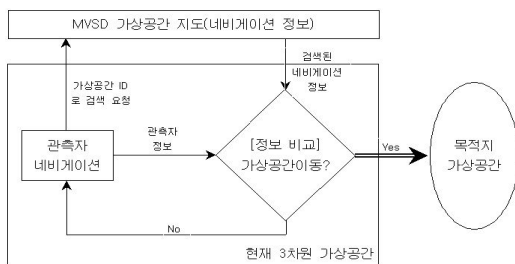 MVSD 가상공간 지도(네비게이션 정보)
가상공간 ID
로 검색 요청
검색된
네비게이션
정보
관측자
네비게이션
관측자
정보
[정보 비교]
가상공간이동?
Yes
목적지
가상공간
No
현재 3차원 가상공간